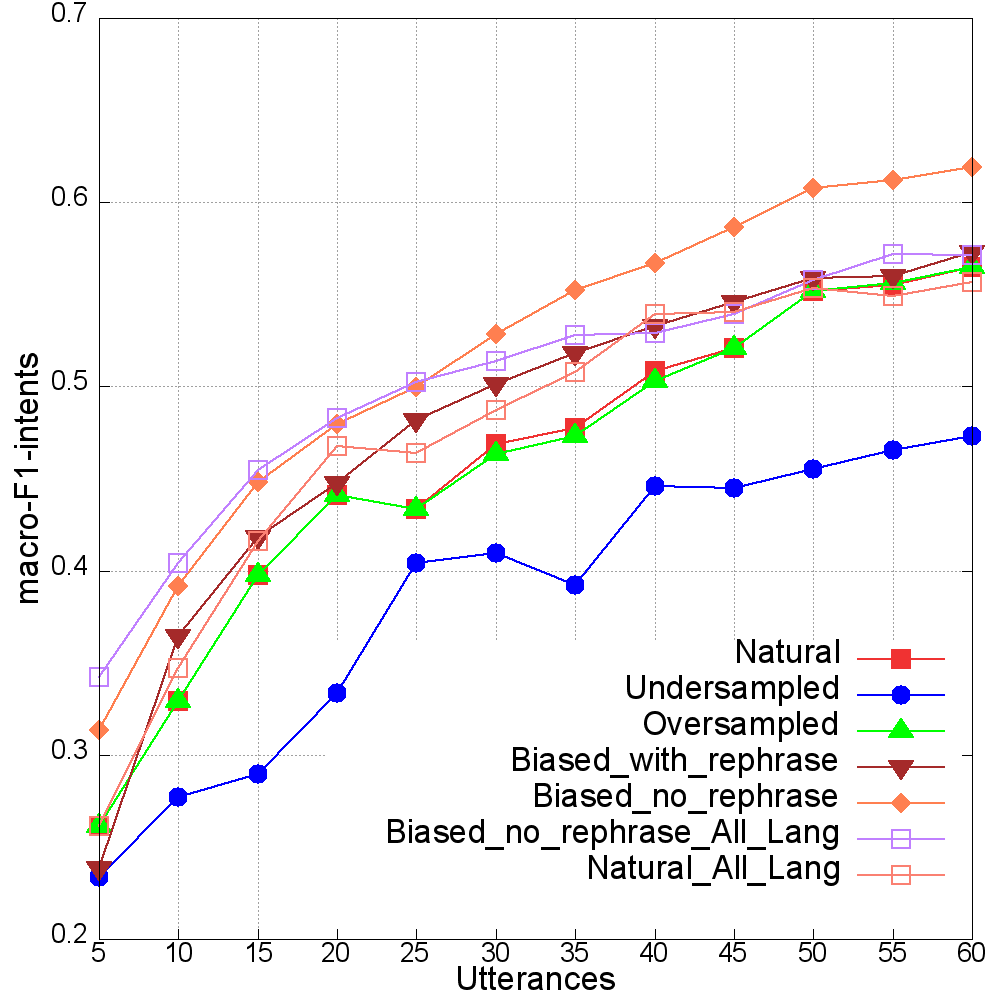 0.7
0.6
0.5
0.4
0.3
0.2
macro-F1-intents
Natural
Undersampled
Oversampled
Biased_with_rephrase
Biased_no_rephrase
Biased_no_rephrase_All_Lang
Natural_All_Lang
5 10 15 20 25 30 35 40 45 50 55 60
Utterances